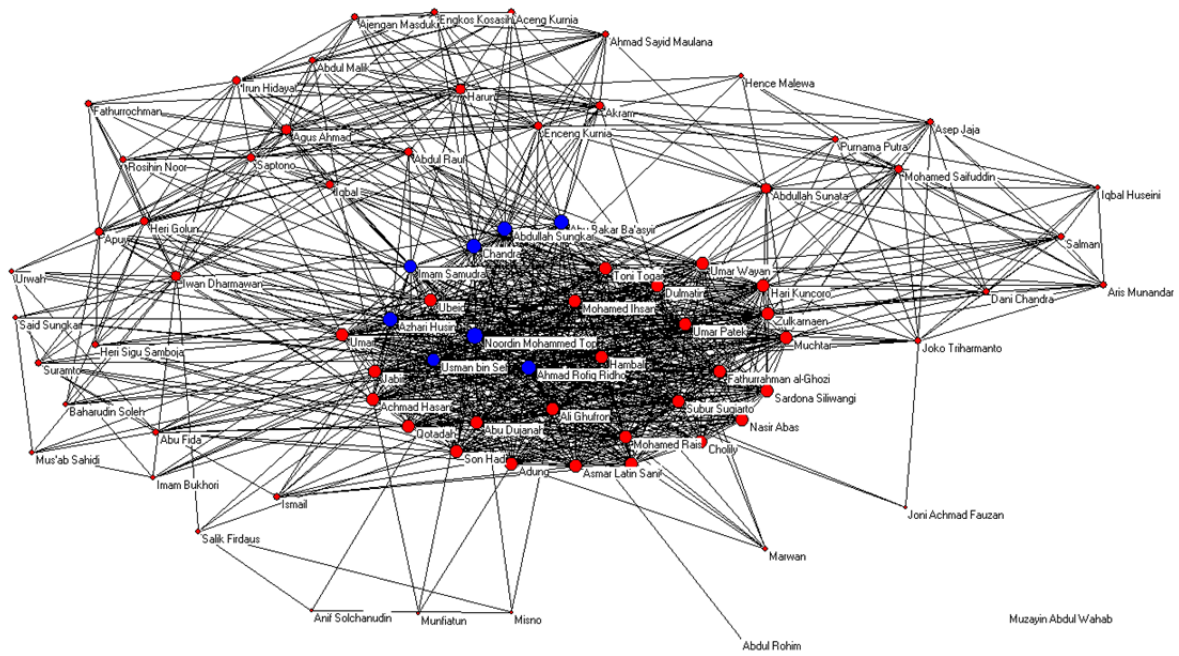 Ajengan Masduki
Engkos Kosasih
Aceng Kurnia
Ahmad Sayid Maulana
Abdul Malik
Hence Malewa
Irun Hidayat
Harun
Fathurrochman
Akram
Asep Jaja
Agus Ahmad
Enceng Kurnia
Purnama Putra
Rosihin Noor
Saptono
Abdul Rauf
Mohamed Saifuddin
Iqbal
Abdullah Sunata
Iqbal Huseini
Heri Golun
Abu Bakar Ba'asyir
Apuy
Abdullah Sungkar
Salman
Chandra
Urwah
Iwan Dharmawan
Imam Samudra
Toni Togar
Umar Wayan
Hari Kuncoro
Dulmatin
Dani Chandra
Aris Munandar
Ubeid
Mohamed Ihsan
Said Sungkar
Azhari Husin
Zulkarnaen
Umar
Umar Patek
Heri Sigu Samboja
Noordin Mohammed Top
Muchtar
Joko Triharmanto
Suramto
Usman bin Sef
Hambali
Jabir
Ahmad Rofiq Ridho
Fathurrahman al-Ghozi
Sardona Siliwangi
Achmad Hasan
Baharudin Soleh
Subur Sugiarto
Ali Ghufron
Nasir Abas
Abu Fida
Qotadah
Abu Dujanah
Mohamed Rais
Cholily
Mus'ab Sahidi
Son Hadi
Adung
Asmar Latin Sani
Imam Bukhori
Ismail
Joni Achmad Fauzan
Salik Firdaus
Marwan
Anif Solchanudin
Munfiatun
Misno
Muzayin Abdul Wahab
Abdul Rohim